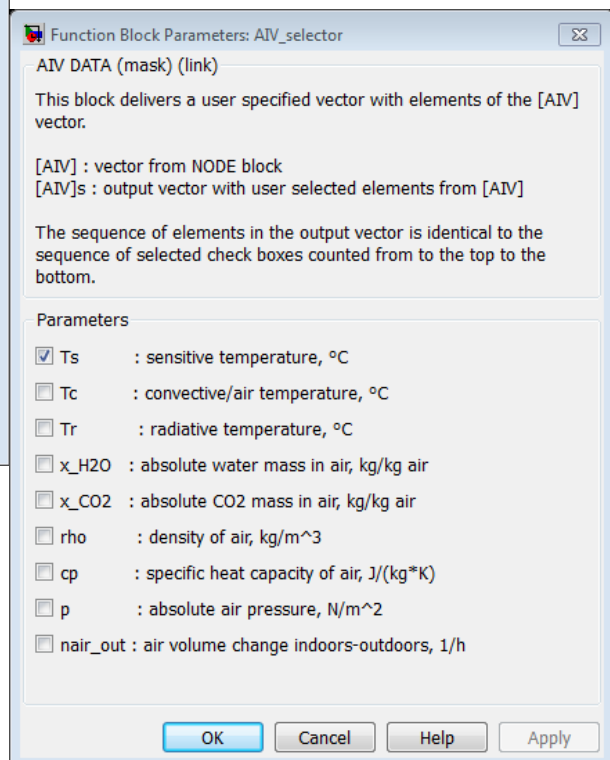 Function Block Parameters: AIV_selector
AIV DATA (mask) (link)
This block delivers a user specified vector with elements of the [AIV]
vector.
[AIV] : vector from NODE block
[AIV]s : output vector with user selected elements from [AIV]
The sequence of elements in the output vector is identical to the
sequence of selected check boxes counted from to the top to the
bottom.
Parameters
Ts : sensitive temperature, °C
Tc : convective/air temperature, °C
Tr : radiative temperature, °C
x_H2O : absolute water mass in air, kg/kg air
x_CO2 : absolute CO2 mass in air, kg/kg air
rho : density of air, kg/m^3
cp : specific heat capacity of air, J/(kg*K)
p : absolute air pressure, N/m^2
nair_out : air volume change indoors-outdoors, 1/h
OK Cancel Help Apply